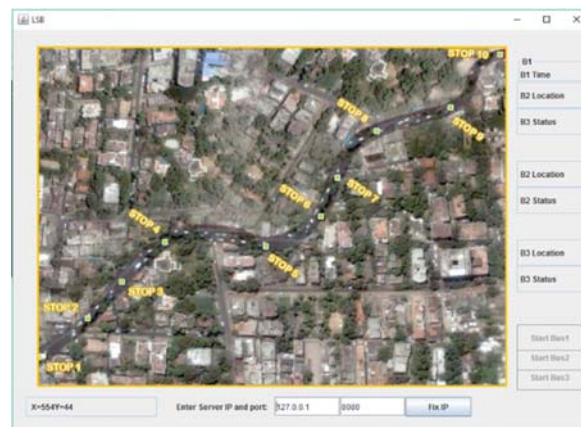 LSB
STOP 10
STOP 8
STOP 9
STOP 7
STOP 6
STOP 4
STOP 5
STOP 3
STOP 2
STOP 1
B1
B1 Time
B2 Location
B3 Status
B2 Location
B2 Status
B3 Location
B3 Status
Start Bus1
Start Bus2
Start Bus3
X=554Y=44
Enter Server IP and port:
127.0.0.1
8080
Fix IP